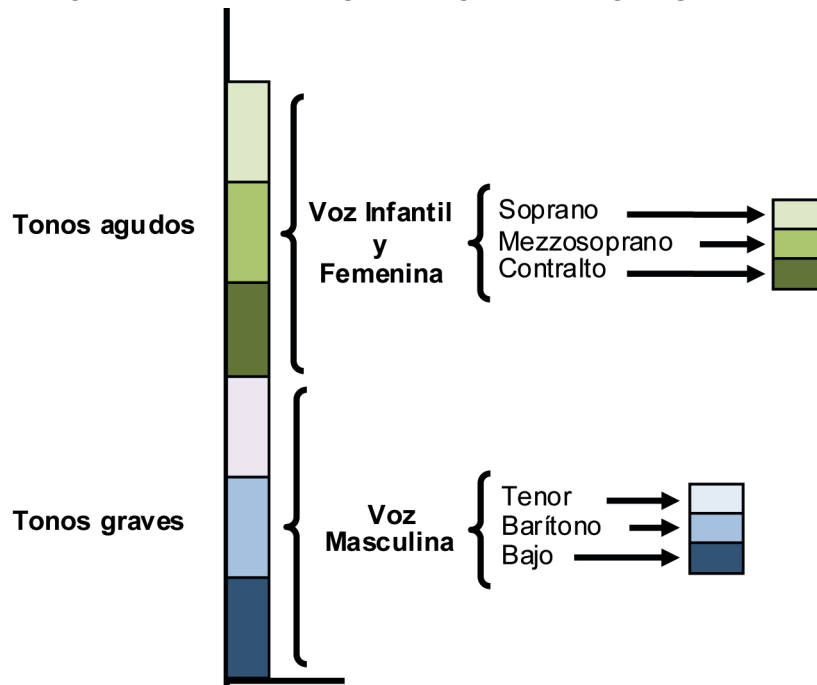 Tonos agudos
Voz Infantil
y
Femenina
Soprano
Mezzosoprano
Contralto
Tonos graves
Voz
Masculina
Tenor
Barítono
Bajo